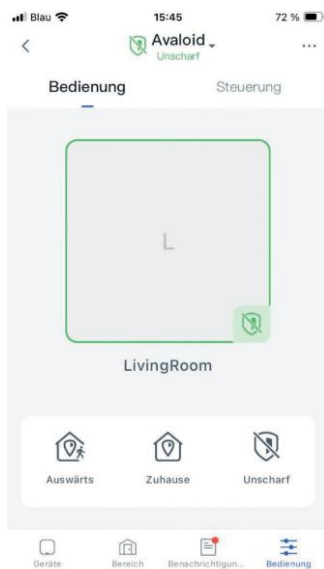 Blau 15:45 72 %
Avaloid
Unscharf
Bedienung Steuerung
L
LivingRoom
Auswärts Zuhause Unscharf
Geräte Bereich Benachrichtigun... Bedienung